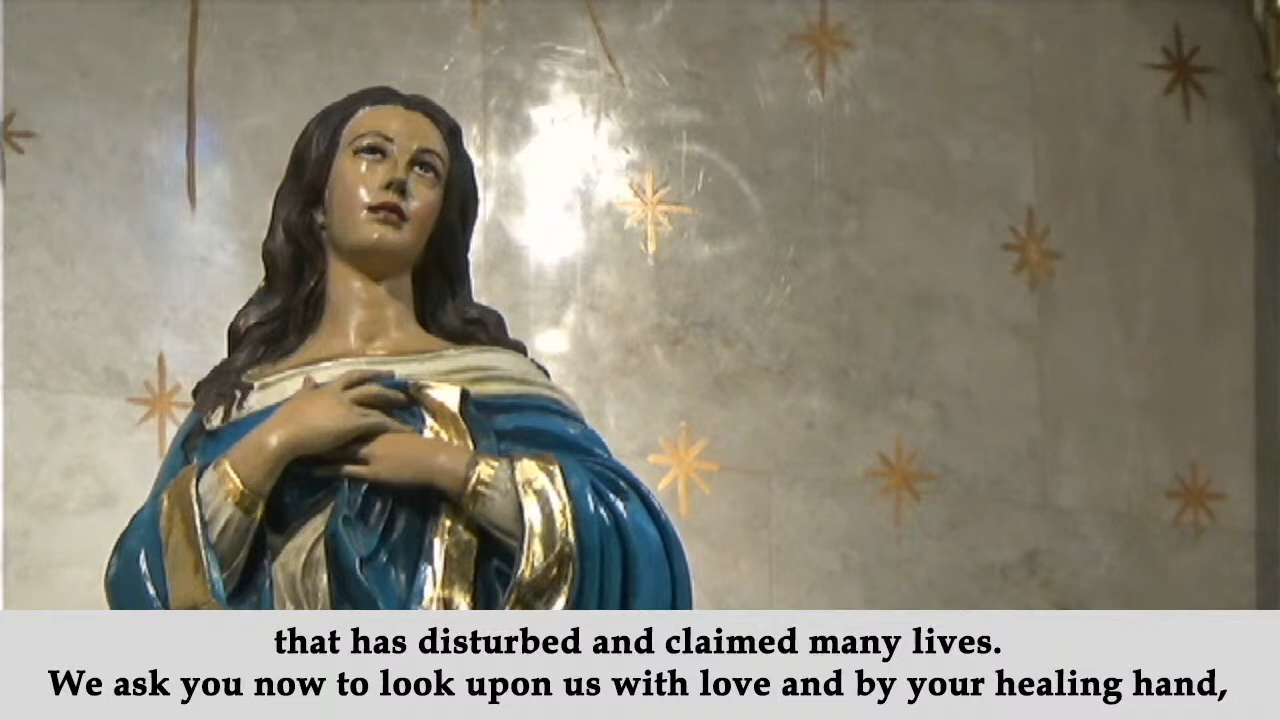 that has disturbed and claimed many lives.
We ask you now to look upon us with love and by your healing hand,